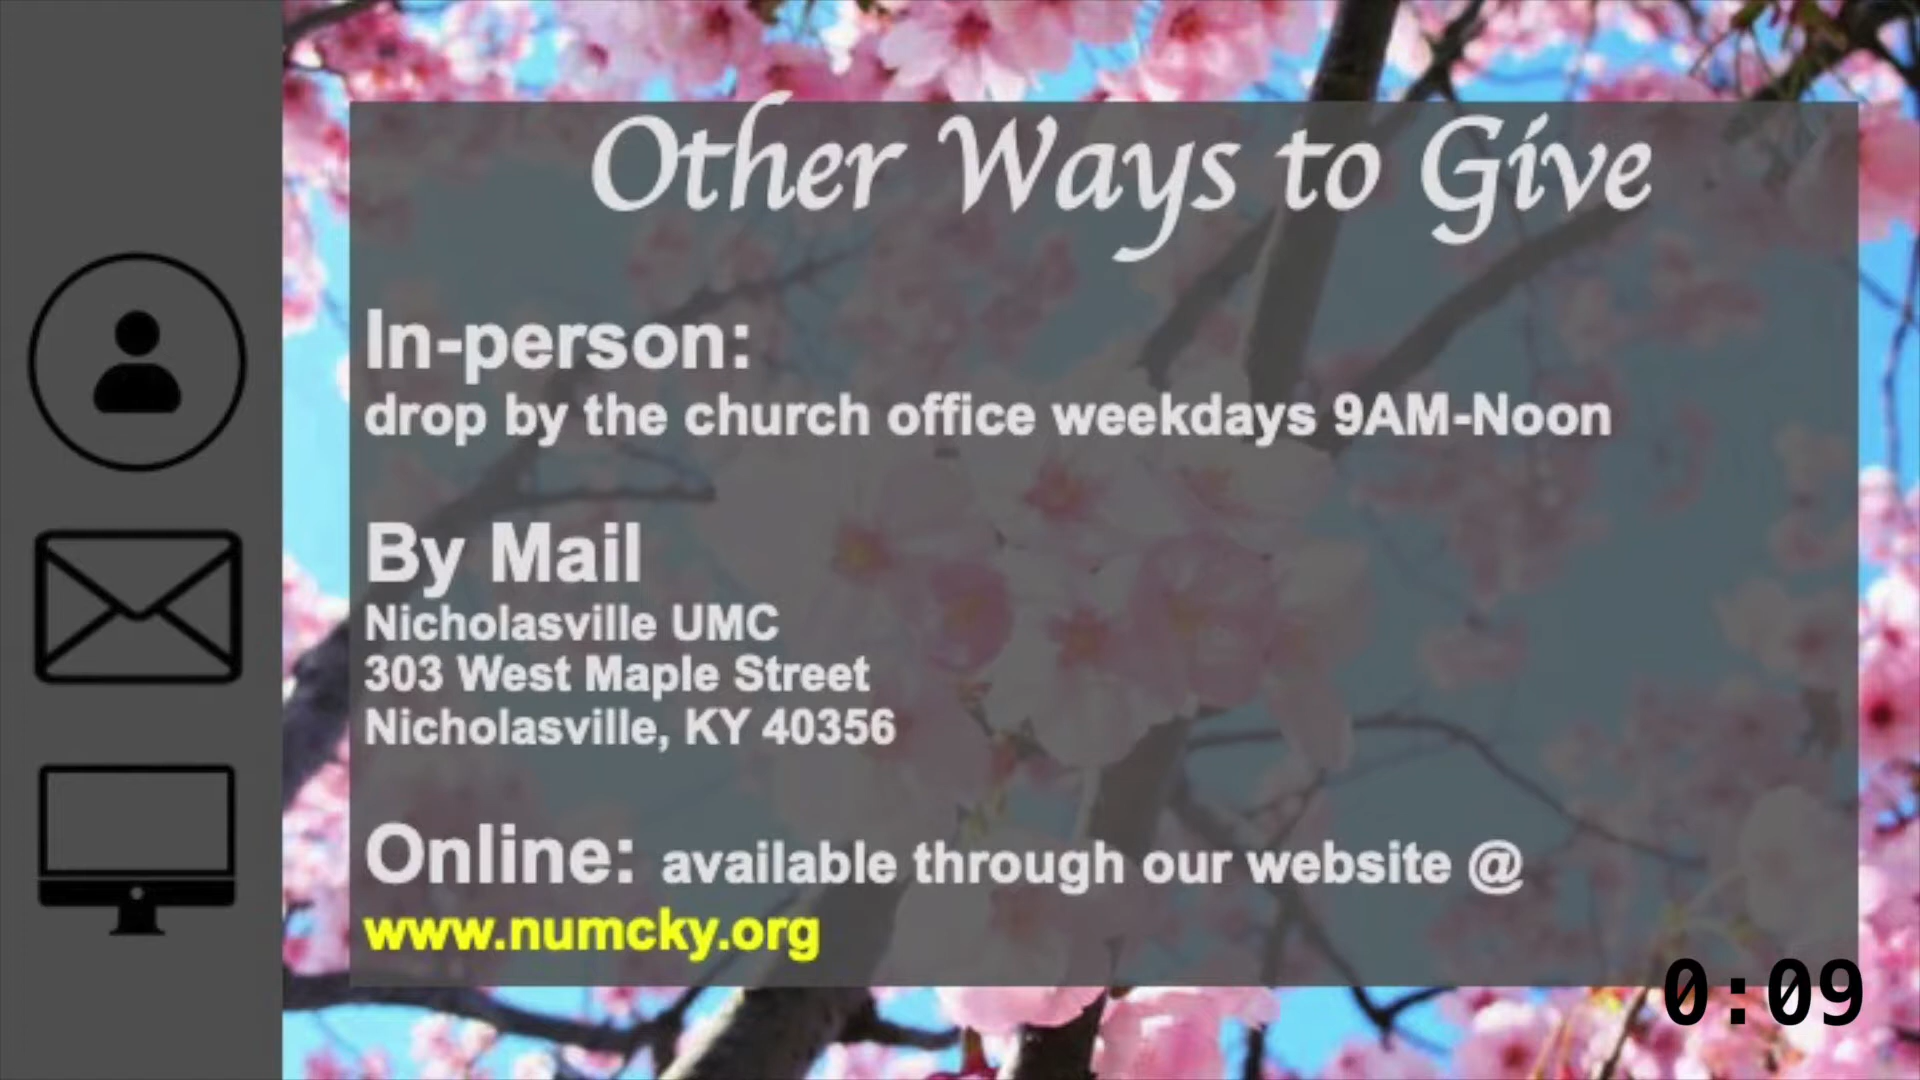 Other Ways to Give
In-person:
drop by the church office weekdays 9AM-Noon
By Mail
Nicholasville UMC
303 West Maple Street
Nicholasville, KY 40356
Online: available through our website @
www.numcky.org
0:09